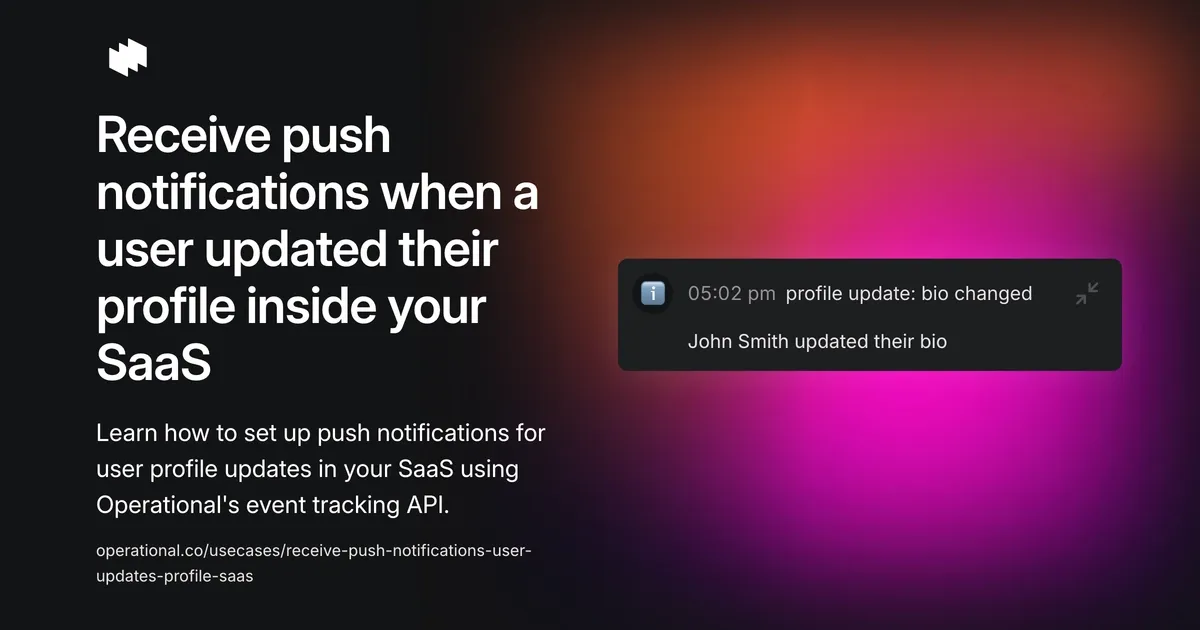 Receive push
notifications when a
user updated their
profile inside your
SaaS
Learn how to set up push notifications for
user profile updates in your SaaS using
Operational's event tracking API.
operational.co/usecases/receive-push-notifications-user-
updates-profile-saas
05:02 pm profile update: bio changed
John Smith updated their bio